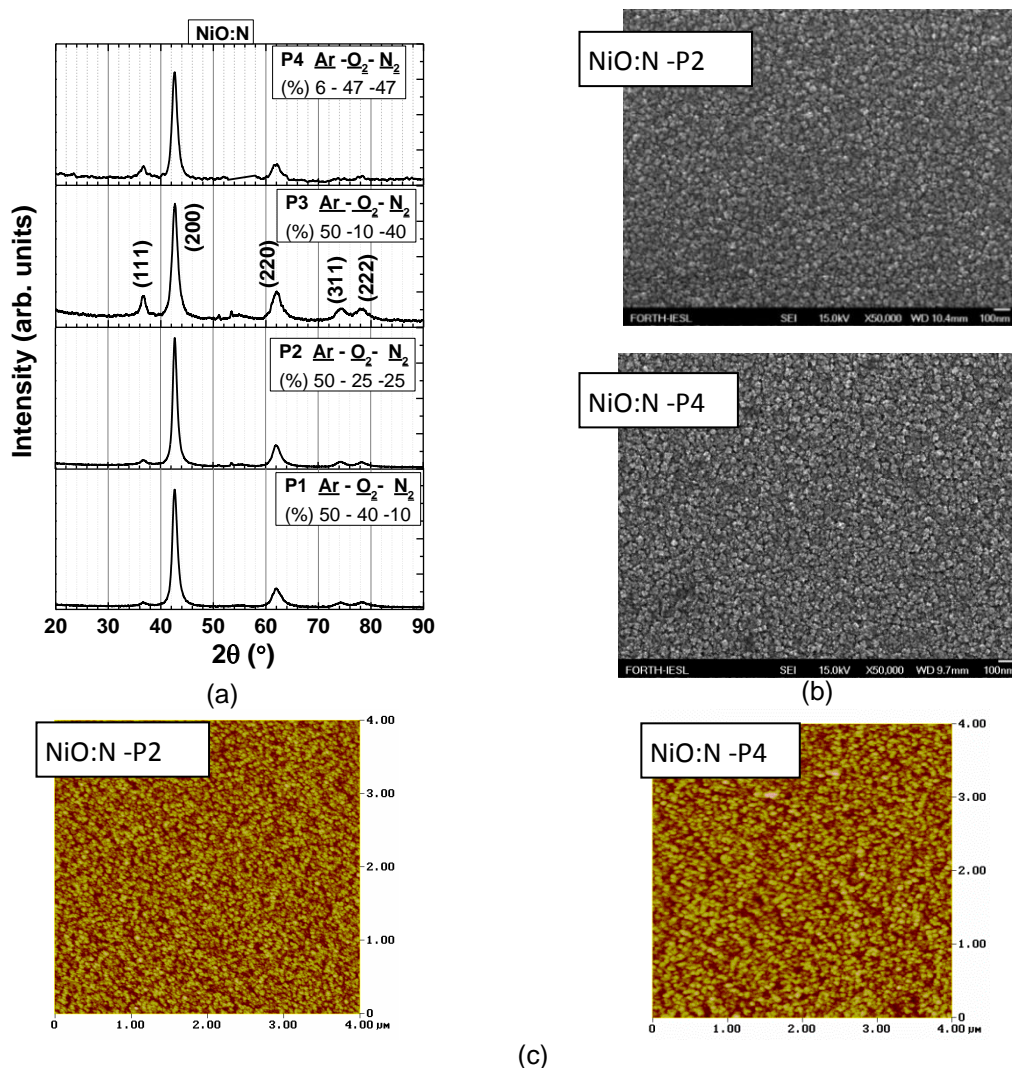 NiO:N
P4 Ar -O2- N2
(%) 6 - 47 -47
P3 Ar - O2- N2
(%) 50 -10 -40
(111)
(200)
(220)
(311)
(222)
P2 Ar - O2- N2
(%) 50 - 25 -25
P1 Ar - O2- N2
(%) 50 - 40 -10
Intensity (arb. units)
20 30 40 50 60 70 80 90
2θ (°)
(a)
NiO:N -P2
FORTH-IESL SEI 15.0kV X50,000 WD 10.4mm 100nm
NiO:N -P4
FORTH-IESL SEI 15.0kV X50,000 WD 9.7mm 100nm
(b)
NiO:N -P2
4.00
3.00
2.00
1.00
0
0 1.00 2.00 3.00 4.00 µM
NiO:N -P4
4.00
3.00
2.00
1.00
0
0 1.00 2.00 3.00 4.00 µM
(c)